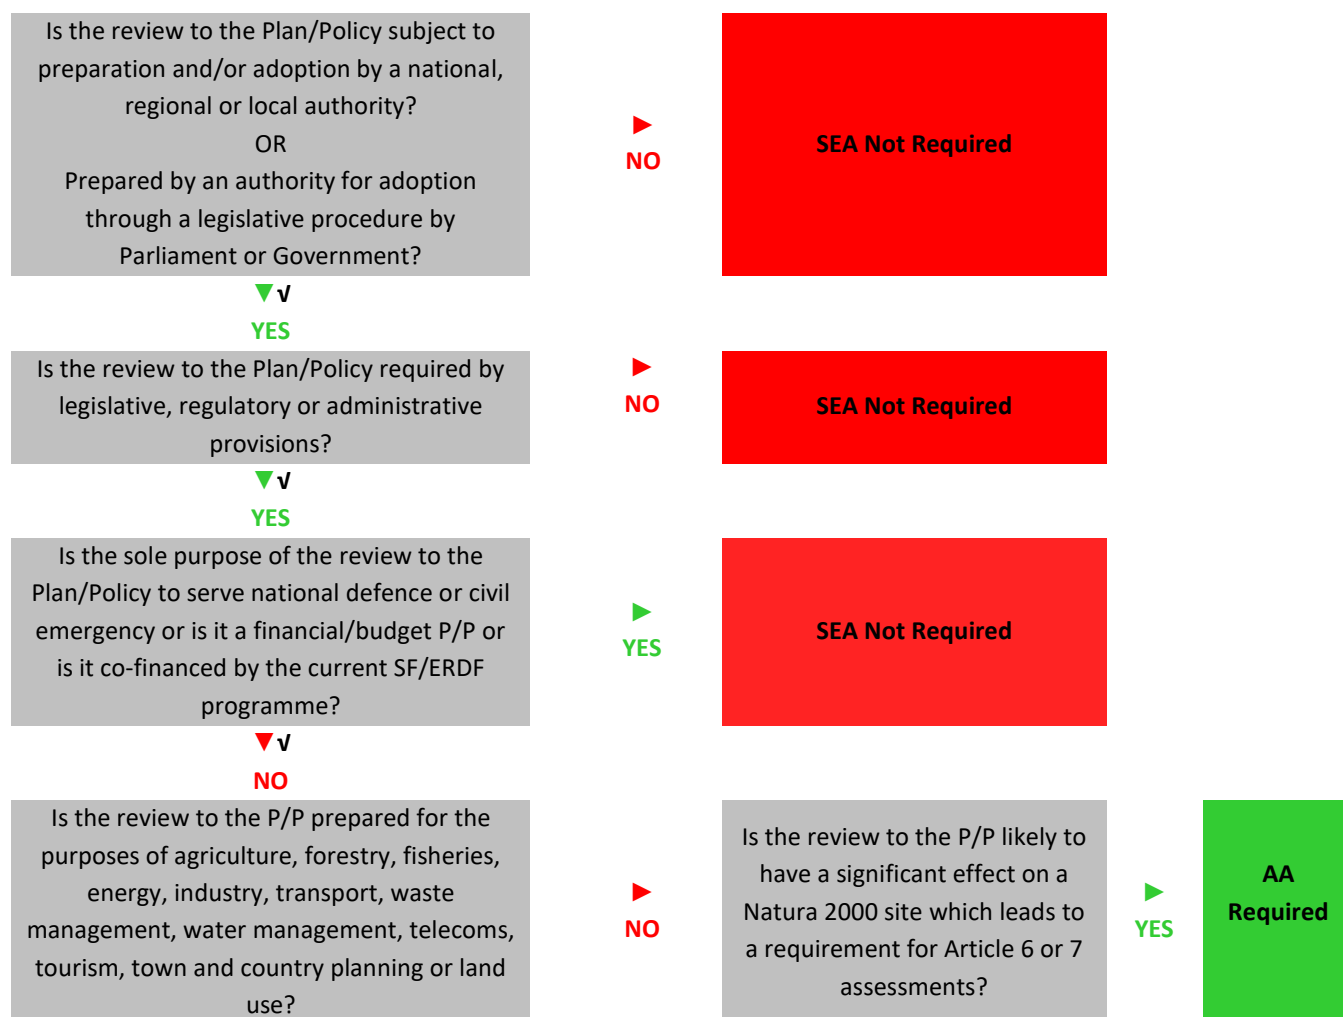 Is the review to the Plan/Policy subject to
preparation and/or adoption by a national,
regional or local authority?
OR
Prepared by an authority for adoption
through a legislative procedure by
Parliament or Government?
►
NO
SEA Not Required
▼√
YES
Is the review to the Plan/Policy required by
legislative, regulatory or administrative
provisions?
►
NO
SEA Not Required
▼√
YES
Is the sole purpose of the review to the
Plan/Policy to serve national defence or civil
emergency or is it a financial/budget P/P or
is it co-financed by the current SF/ERDF
programme?
►
YES
SEA Not Required
▼√
NO
Is the review to the P/P prepared for the
purposes of agriculture, forestry, fisheries,
energy, industry, transport, waste
management, water management, telecoms,
tourism, town and country planning or land
use?
►
NO
Is the review to the P/P likely to
have a significant effect on a
Natura 2000 site which leads to
a requirement for Article 6 or 7
assessments?
►
YES
AA
Required